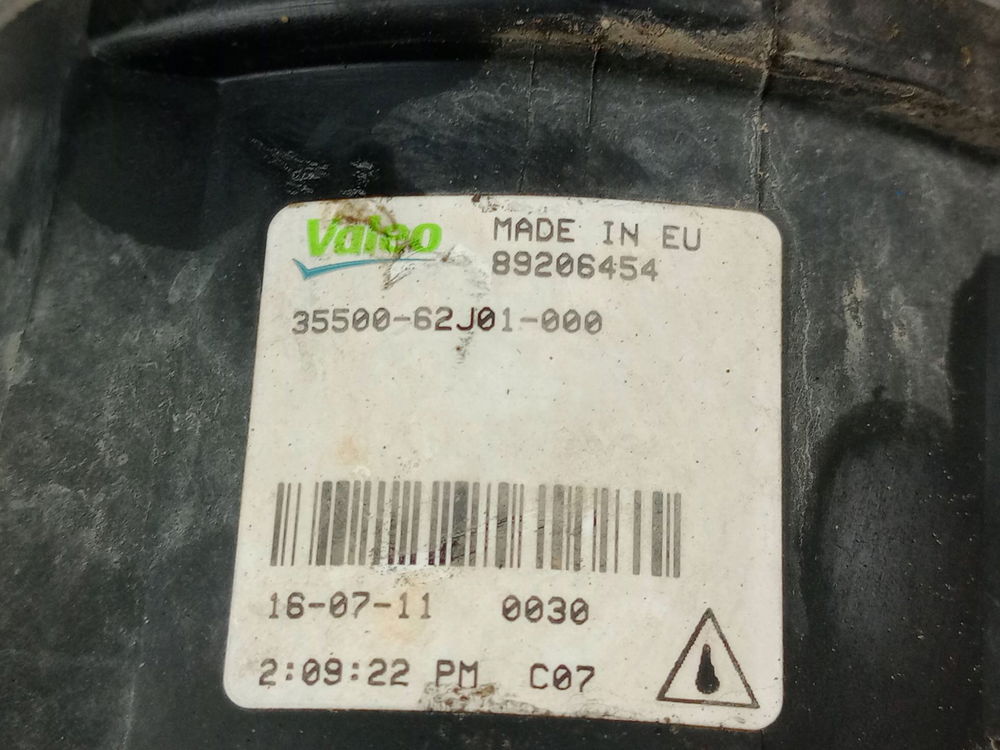 Valeo
MADE IN EU
89206454
35500-62J01-000
16-07-11 0030
2:09:22 PM C07